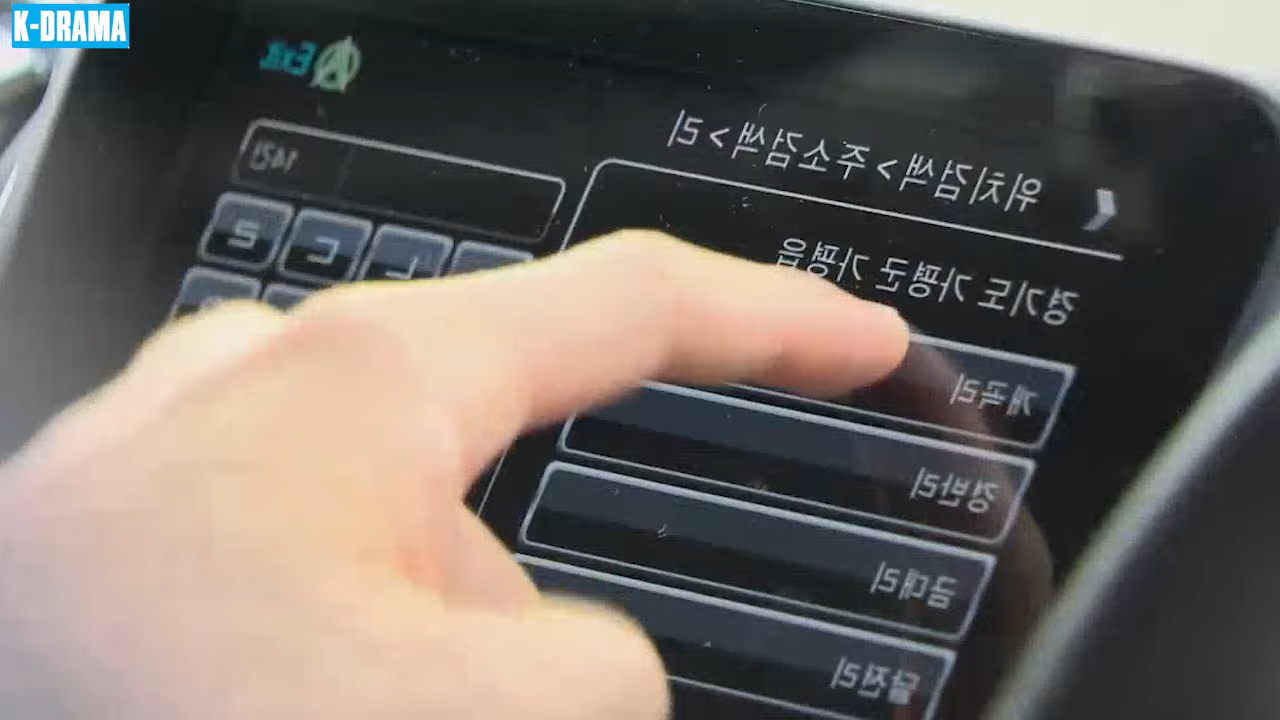 K-DRAMA
Exit
위치검색 > 주소검색 > 리
경기도 가평군 가평읍
개곡리
경반리
금대리
달전리
ㄴ
ㄷ
ㄹ